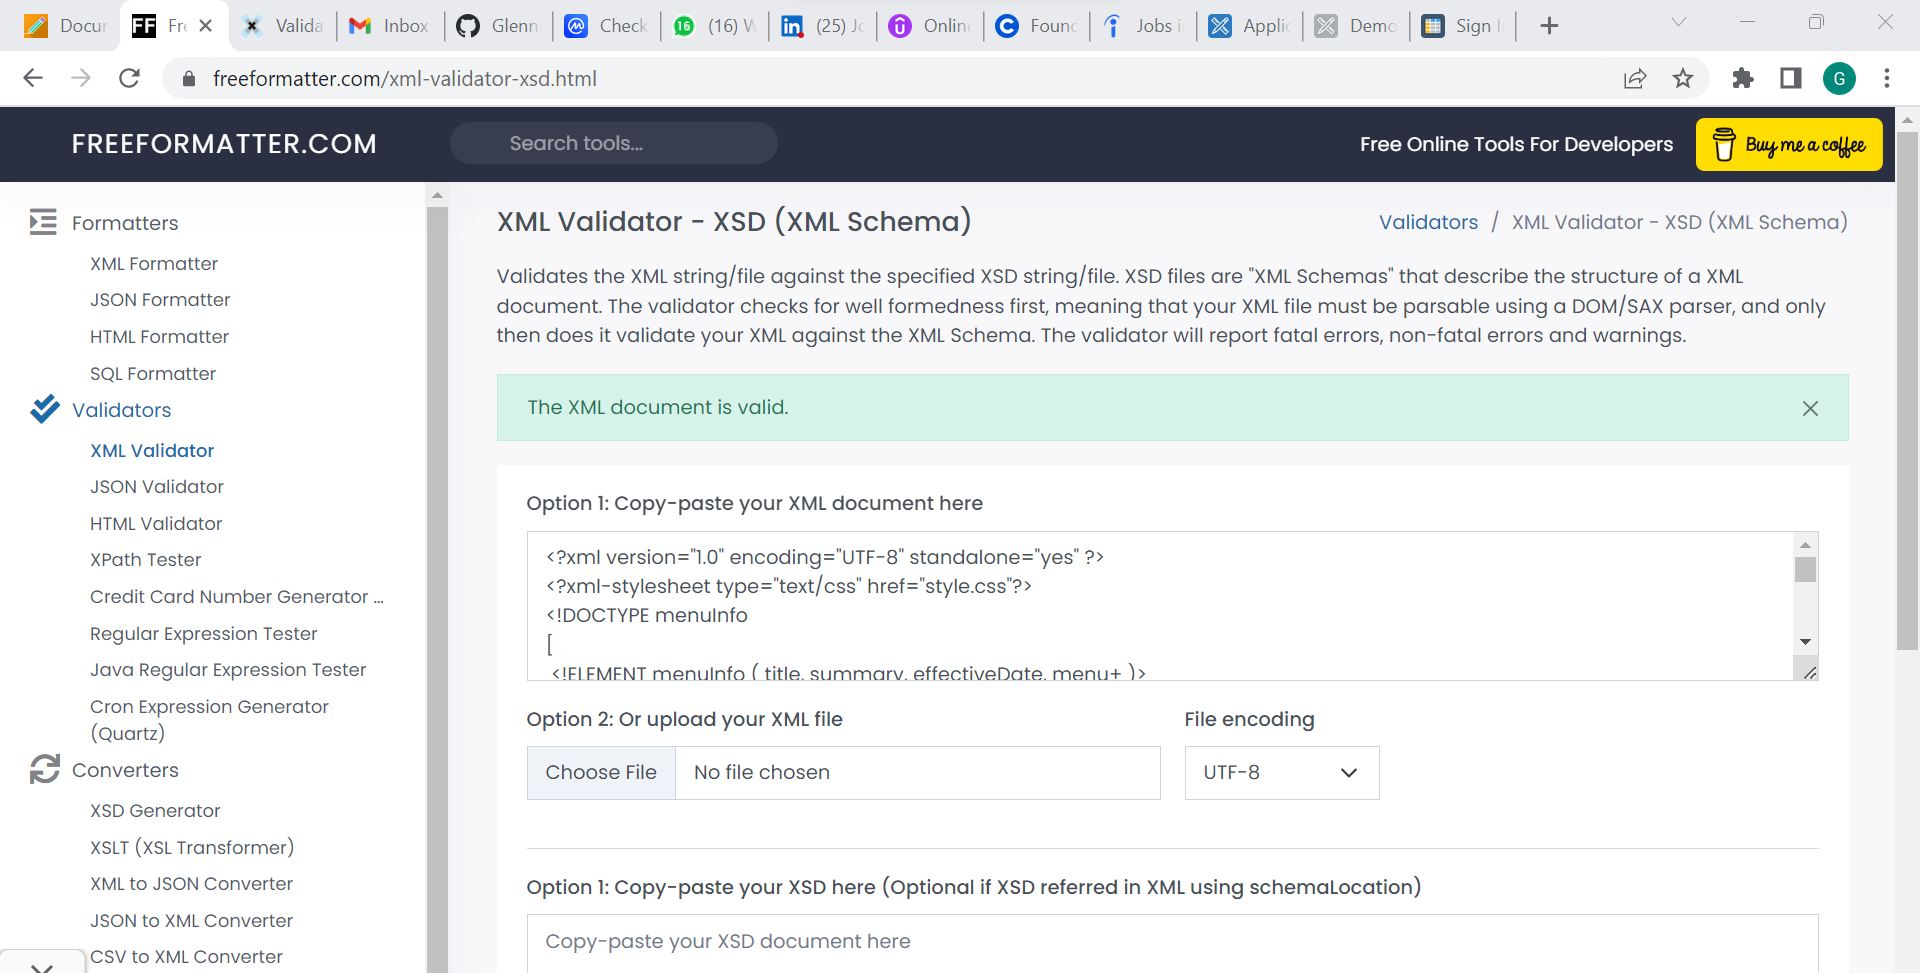 Docu
Fr
Valida
Inbox
Glenn
Check
16
(16) W
(25) Jo
Onlin
Found
Jobs i
Applic
Demo
Sign I
freeformatter.com/xml-validator-xsd.html
G
FREEFORMATTER.COM
Search tools...
Free Online Tools For Developers
Buy me a coffee
Formatters
XML Formatter
JSON Formatter
HTML Formatter
SQL Formatter
Validators
XML Validator
JSON Validator
HTML Validator
XPath Tester
Credit Card Number Generator ...
Regular Expression Tester
Java Regular Expression Tester
Cron Expression Generator
(Quartz)
Converters
XSD Generator
XSLT (XSL Transformer)
XML to JSON Converter
JSON to XML Converter
CSV to XML Converter
XML Validator - XSD (XML Schema)
Validators / XML Validator - XSD (XML Schema)
Validates the XML string/file against the specified XSD string/file. XSD files are "XML Schemas" that describe the structure of a XML
document. The validator checks for well formedness first, meaning that your XML file must be parsable using a DOM/SAX parser, and only
then does it validate your XML against the XML Schema. The validator will report fatal errors, non-fatal errors and warnings.
The XML document is valid.
Option 1: Copy-paste your XML document here
<?xml version="1.0" encoding="UTF-8" standalone="yes" ?>
<?xml-stylesheet type="text/css" href="style.css"?>
<!DOCTYPE menuInfo
[
<!ELEMENT menuInfo ( title, summary, effectiveDate, menu+ )>
Option 2: Or upload your XML file
File encoding
Choose File
No file chosen
UTF-8
Option 1: Copy-paste your XSD here (Optional if XSD referred in XML using schemaLocation)
Copy-paste your XSD document here